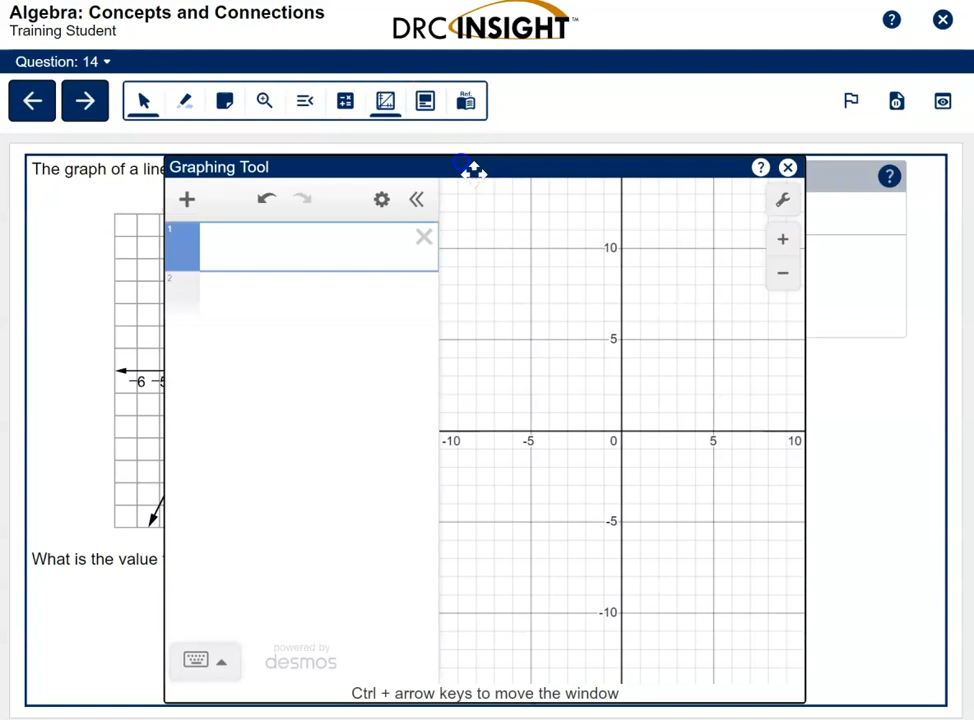 Algebra: Concepts and Connections
Training Student
DRC INSIGHT™
Question: 14
Ref.
The graph of a line
Graphing Tool
1
2
10
5
-10 -5 0 5 10
-5
-10
−6 −5
What is the value
powered by
desmos
Ctrl + arrow keys to move the window